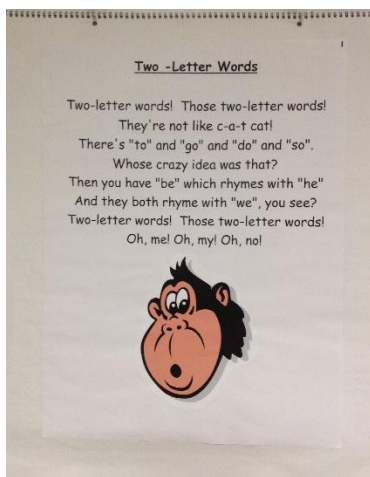 Two -Letter Words
Two-letter words! Those two-letter words!
They're not like c-a-t cat!
There's "to" and "go" and "do" and "so".
Whose crazy idea was that?
Then you have "be" which rhymes with "he"
And they both rhyme with "we", you see?
Two-letter words! Those two-letter words!
Oh, me! Oh, my! Oh, no!